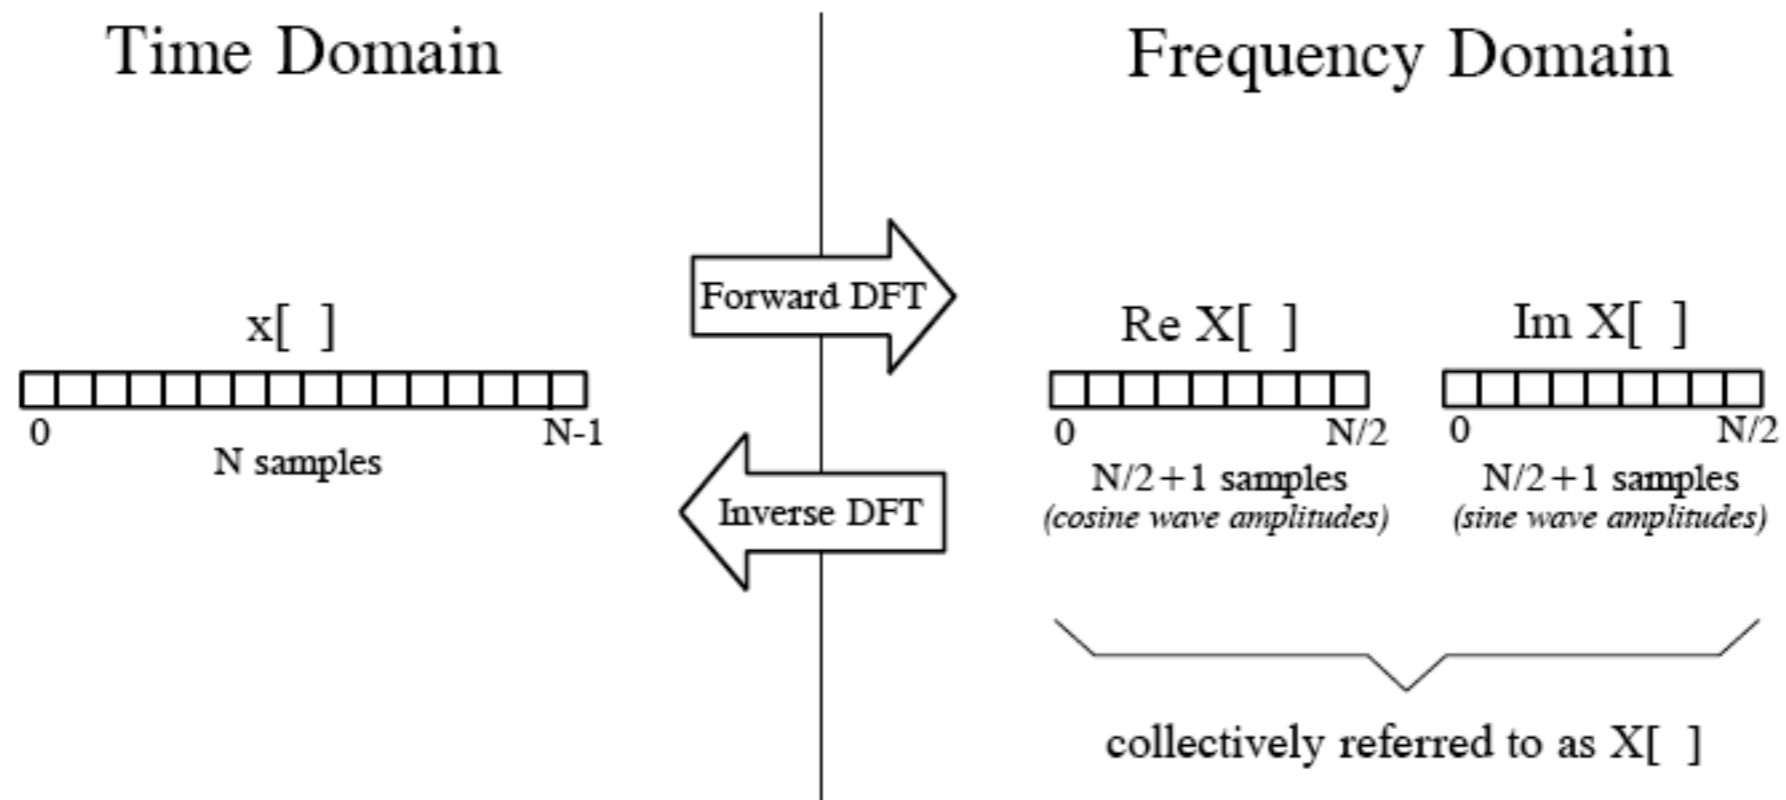 Time Domain
Frequency Domain
Forward DFT
x[ ]
0
N-1
N samples
Inverse DFT
Re X[ ]
0
N/2
N/2+1 samples
(cosine wave amplitudes)
Im X[ ]
0
N/2
N/2+1 samples
(sine wave amplitudes)
collectively referred to as X[ ]